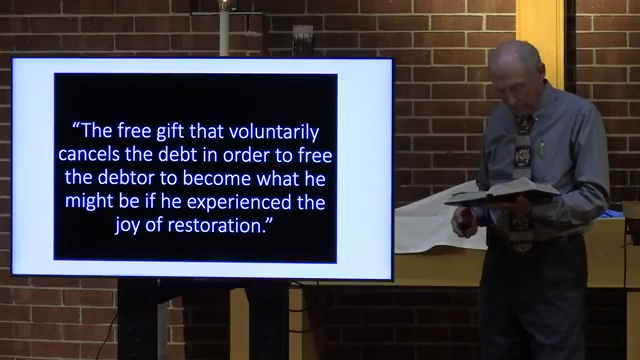 “The free gift that voluntarily
cancels the debt in order to free
the debtor to become what he
might be if he experienced the
joy of restoration.”